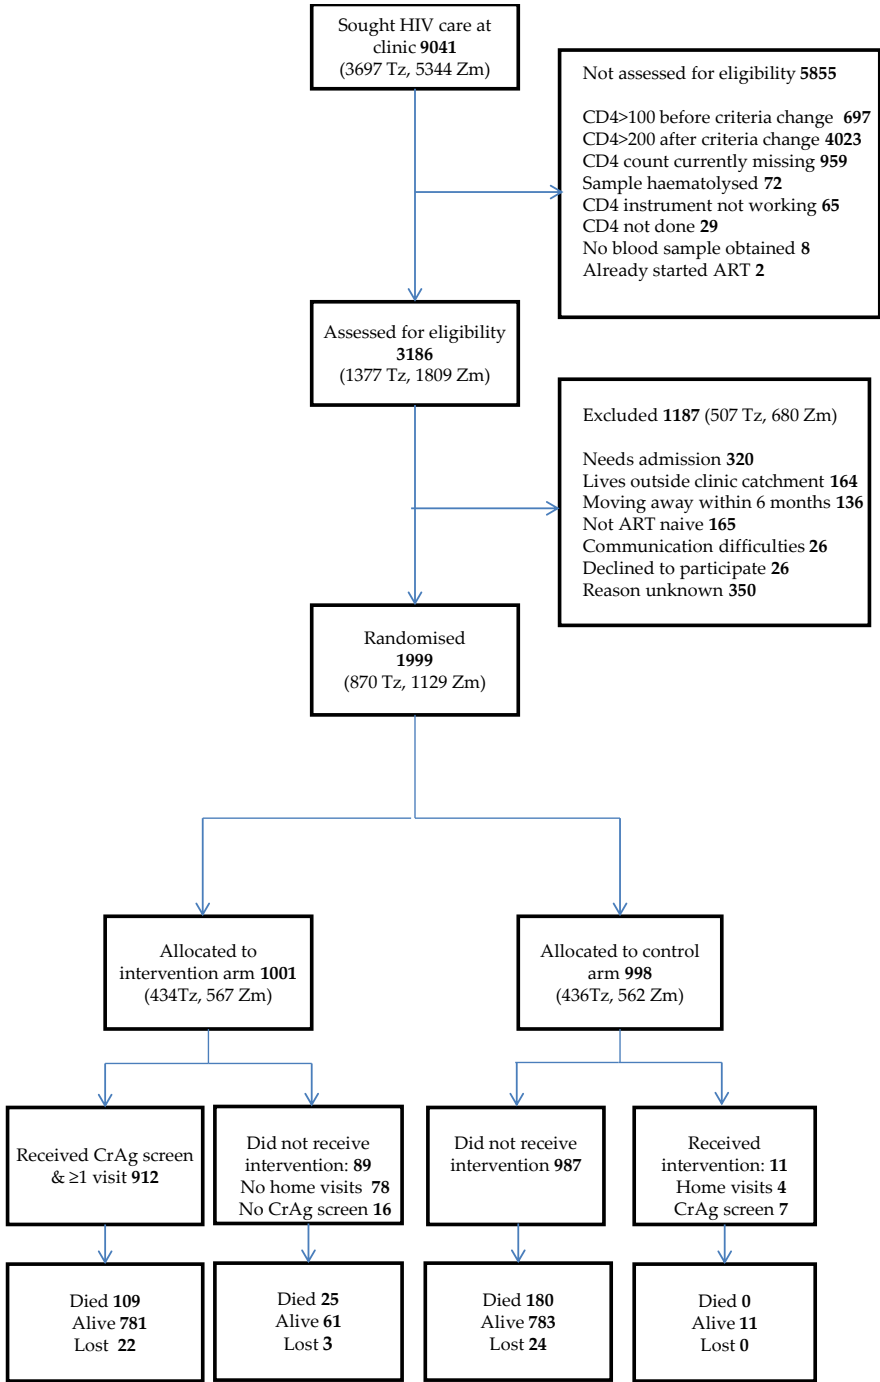 Sought HIV care at
clinic 9041
(3697 Tz, 5344 Zm)
Not assessed for eligibility 5855
CD4>100 before criteria change 697
CD4>200 after criteria change 4023
CD4 count currently missing 959
Sample haematolysed 72
CD4 instrument not working 65
CD4 not done 29
No blood sample obtained 8
Already started ART 2
Assessed for eligibility
3186
(1377 Tz, 1809 Zm)
Excluded 1187 (507 Tz, 680 Zm)
Needs admission 320
Lives outside clinic catchment 164
Moving away within 6 months 136
Not ART naive 165
Communication difficulties 26
Declined to participate 26
Reason unknown 350
Randomised
1999
(870 Tz, 1129 Zm)
Allocated to
intervention arm 1001
(434Tz, 567 Zm)
Allocated to control
arm 998
(436Tz, 562 Zm)
Received CrAg screen
& ≥1 visit 912
Did not receive
intervention: 89
No home visits 78
No CrAg screen 16
Did not receive
intervention 987
Received
intervention: 11
Home visits 4
CrAg screen 7
Died 109
Alive 781
Lost 22
Died 25
Alive 61
Lost 3
Died 180
Alive 783
Lost 24
Died 0
Alive 11
Lost 0